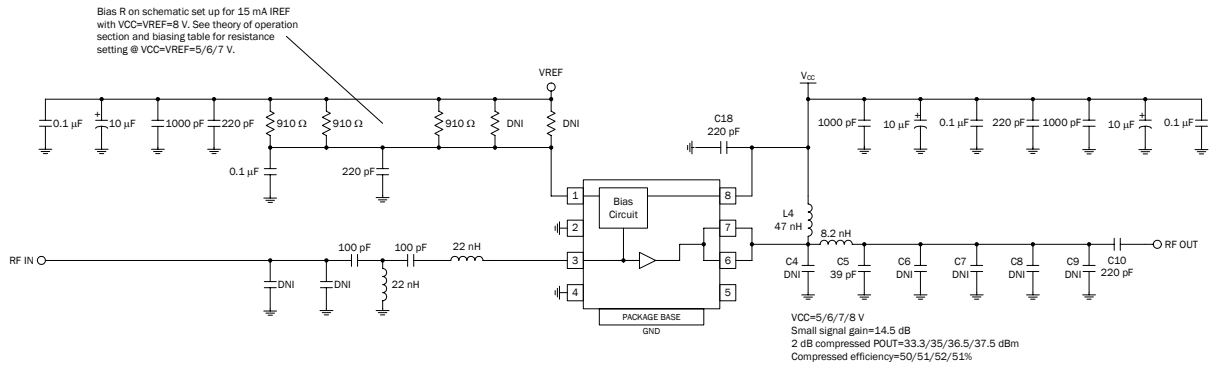 Bias R on schematic set up for 15 mA IREF
with VCC=VREF=8 V. See theory of operation
section and biasing table for resistance
setting @ VCC=VREF=5/6/7 V.
VREF
VCC
0.1 µF
+
10 µF
1000 pF
220 pF
910 Ω
910 Ω
910 Ω
DNI
DNI
C18
220 pF
1000 pF
+
10 µF
0.1 µF
220 pF
1000 pF
+
10 µF
0.1 µF
0.1 µF
220 pF
1
8
Bias
Circuit
2
7
L4
47 nH
8.2 nH
RF IN
100 pF
100 pF
22 nH
3
6
RF OUT
DNI
DNI
22 nH
4
5
C4
DNI
C5
39 pF
C6
DNI
C7
DNI
C8
DNI
C9
DNI
C10
220 pF
PACKAGE BASE
GND
VCC=5/6/7/8 V
Small signal gain=14.5 dB
2 dB compressed POUT=33.3/35/36.5/37.5 dBm
Compressed efficiency=50/51/52/51%